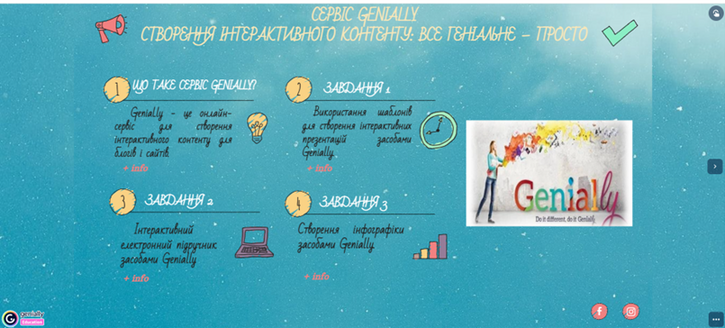 СЕРВІС GENIALLY
СТВОРЕННЯ ІНТЕРАКТИВНОГО КОНТЕНТУ: ВСЕ ГЕНІАЛЬНЕ – ПРОСТО
1
ЩО ТАКЕ СЕРВІС GENIALLY?
Genially - це онлайн-
сервіс для створення
інтерактивного контенту для
блогів і сайтів.
+ info
2
ЗАВДАННЯ 1
Використання шаблонів
для створення інтерактивних
презентацій засобами
Genially
+ info
3
ЗАВДАННЯ 2
Інтерактивний
електронний підручник
засобами Genially
+ info
4
ЗАВДАННЯ 3
Створення інфографіки
засобами Genially
+ info
Genially
Do it different, do it Genially.
genially
Education